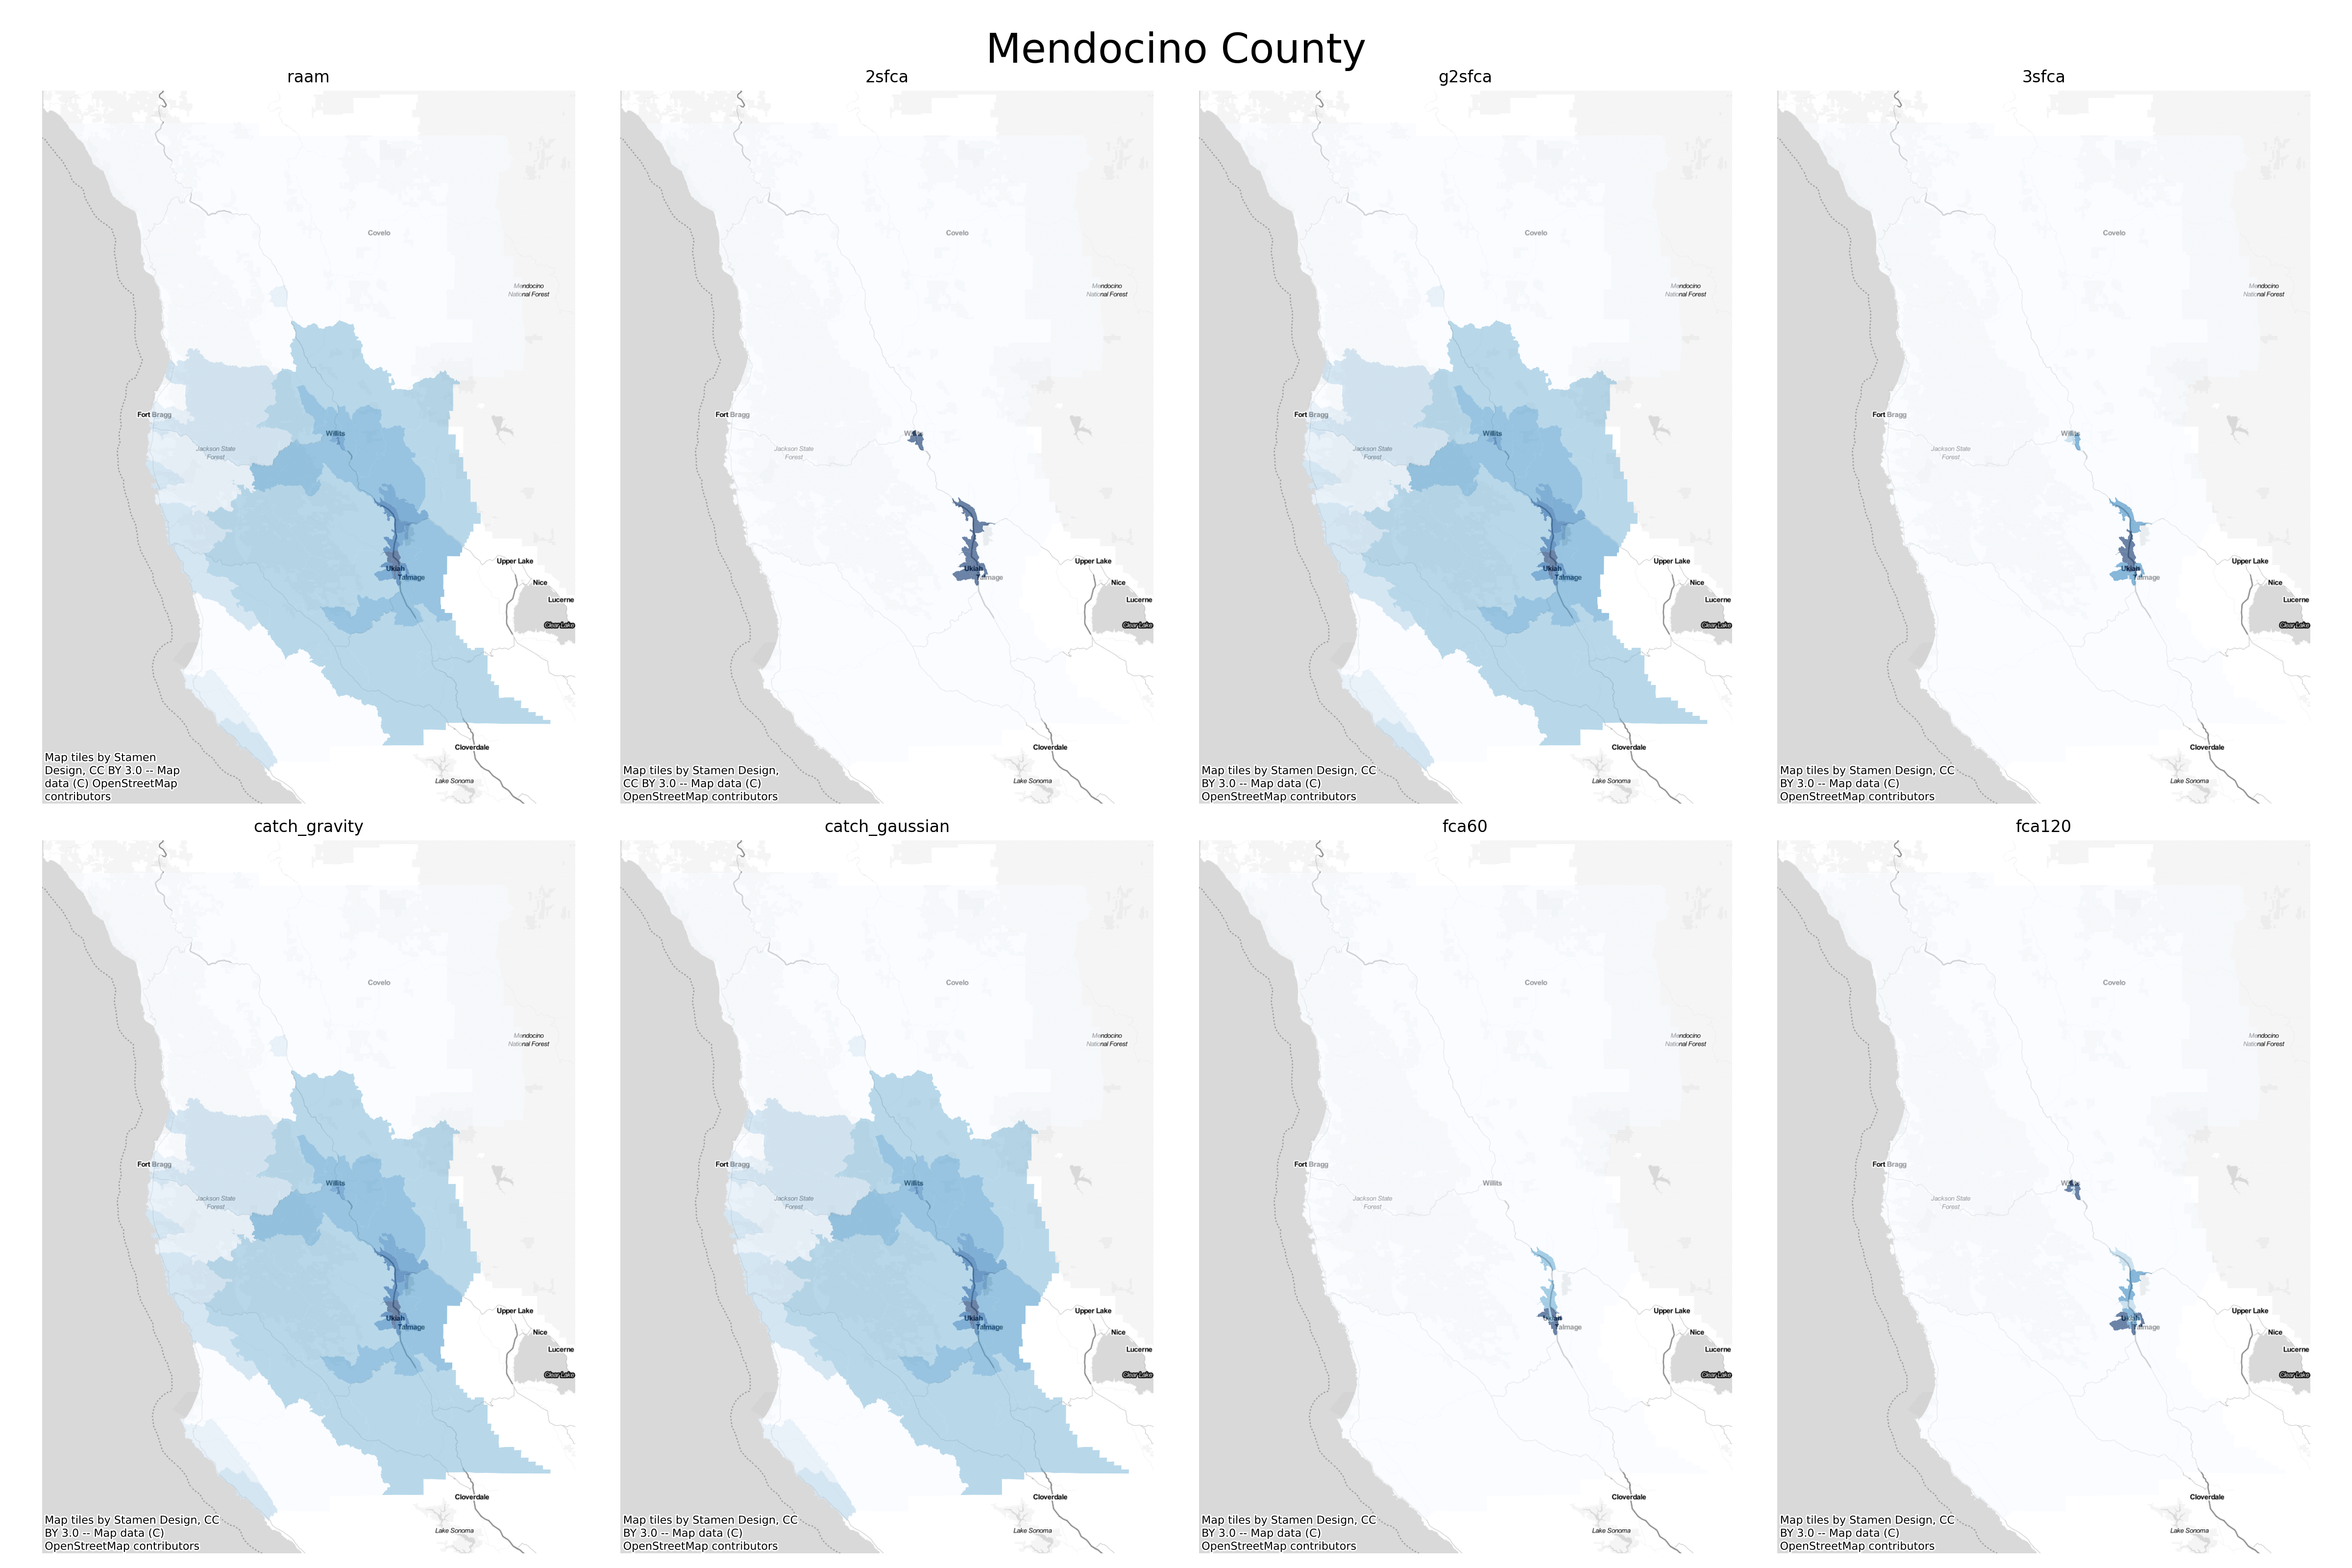 Mendocino County
raam
Covelo
Mendocino
National Forest
Fort Bragg
Willits
Jackson State
Forest
Upper Lake
Ukiah
Talmage
Nice
Lucerne
Clear Lake
Cloverdale
Lake Sonoma
Map tiles by Stamen
Design, CC BY 3.0 -- Map
data (C) OpenStreetMap
contributors
2sfca
Covelo
Mendocino
National Forest
Fort Bragg
Willits
Jackson State
Forest
Upper Lake
Ukiah
Talmage
Nice
Lucerne
Clear Lake
Cloverdale
Lake Sonoma
Map tiles by Stamen Design,
CC BY 3.0 -- Map data (C)
OpenStreetMap contributors
g2sfca
Covelo
Mendocino
National Forest
Fort Bragg
Willits
Jackson State
Forest
Upper Lake
Ukiah
Talmage
Nice
Lucerne
Clear Lake
Cloverdale
Lake Sonoma
Map tiles by Stamen Design, CC
BY 3.0 -- Map data (C)
OpenStreetMap contributors
3sfca
Covelo
Mendocino
National Forest
Fort Bragg
Willits
Jackson State
Forest
Upper Lake
Ukiah
Talmage
Nice
Lucerne
Clear Lake
Cloverdale
Lake Sonoma
Map tiles by Stamen Design, CC
BY 3.0 -- Map data (C)
OpenStreetMap contributors
catch_gravity
Covelo
Mendocino
National Forest
Fort Bragg
Willits
Jackson State
Forest
Upper Lake
Ukiah
Talmage
Nice
Lucerne
Clear Lake
Cloverdale
Lake Sonoma
Map tiles by Stamen Design, CC
BY 3.0 -- Map data (C)
OpenStreetMap contributors
catch_gaussian
Covelo
Mendocino
National Forest
Fort Bragg
Willits
Jackson State
Forest
Upper Lake
Ukiah
Talmage
Nice
Lucerne
Clear Lake
Cloverdale
Lake Sonoma
Map tiles by Stamen Design, CC
BY 3.0 -- Map data (C)
OpenStreetMap contributors
fca60
Covelo
Mendocino
National Forest
Fort Bragg
Willits
Jackson State
Forest
Upper Lake
Ukiah
Talmage
Nice
Lucerne
Clear Lake
Cloverdale
Lake Sonoma
Map tiles by Stamen Design, CC
BY 3.0 -- Map data (C)
OpenStreetMap contributors
fca120
Covelo
Mendocino
National Forest
Fort Bragg
Willits
Jackson State
Forest
Upper Lake
Ukiah
Talmage
Nice
Lucerne
Clear Lake
Cloverdale
Lake Sonoma
Map tiles by Stamen Design, CC
BY 3.0 -- Map data (C)
OpenStreetMap contributors